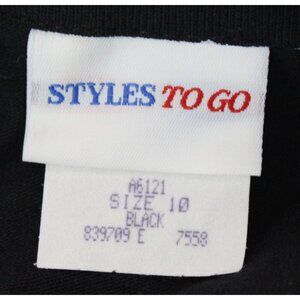 STYLES TO GO
A6121
SIZE 10
BLACK
839709 E 7558